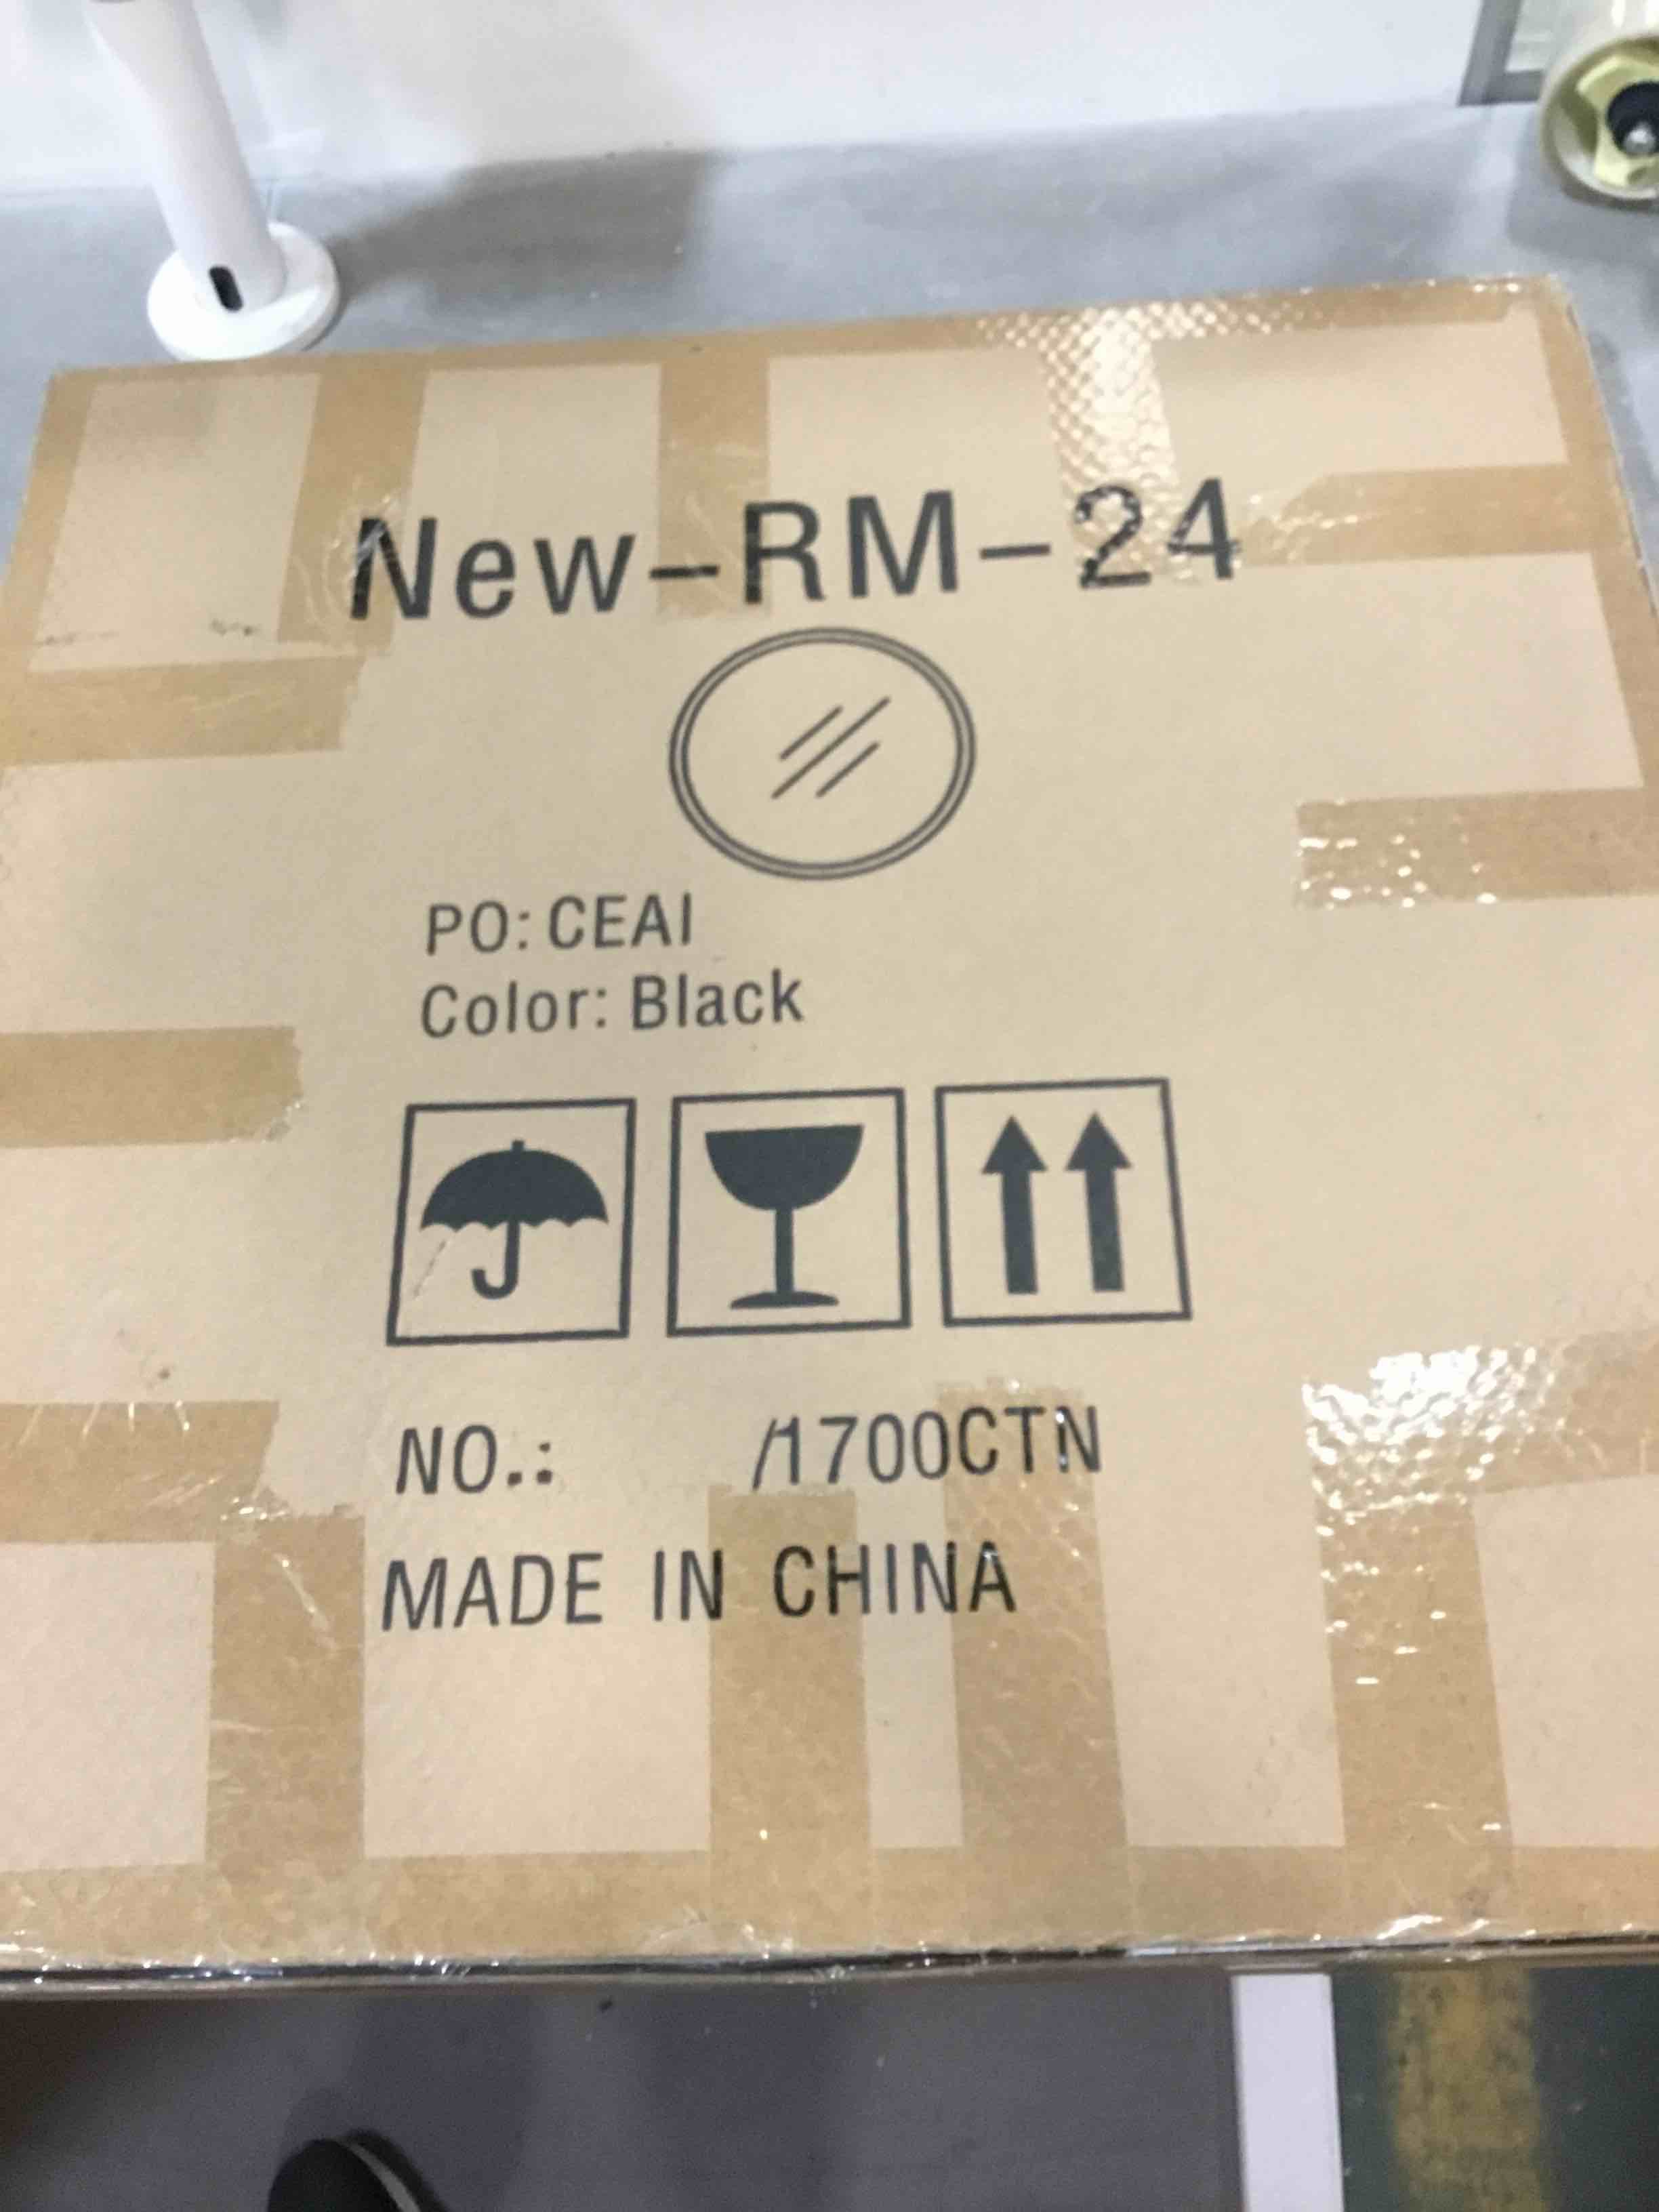 New-RM-24
PO: CEAI
Color: Black
NO.: /1700CTN
MADE IN CHINA